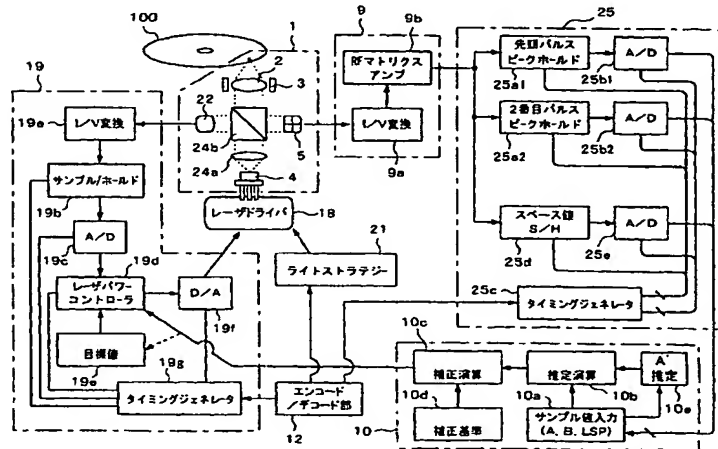 100
1
2
3
22
24b
5
24a
4
9
9b
RFマトリクス
アンプ
I/V変換
9a
25
先頭パルス
ピークホールド
25a1
A/D
25b1
2番目パルス
ピークホールド
25a2
A/D
25b2
スペース値
S/H
25d
A/D
25e
25c
タイミングジェネレータ
19
I/V変換
19a
サンプル/ホールド
19b
A/D
19c
19d
レーザパワー
コントローラ
D/A
19f
目標値
19e
19g
タイミングジェネレータ
レーザドライバ
18
21
ライトストラテジー
エンコード
/デコード部
12
10
10c
補正演算
10d
補正基準
推定演算
10b
A'
推定
10e
10a
サンプル値入力
(A, B, LSP)